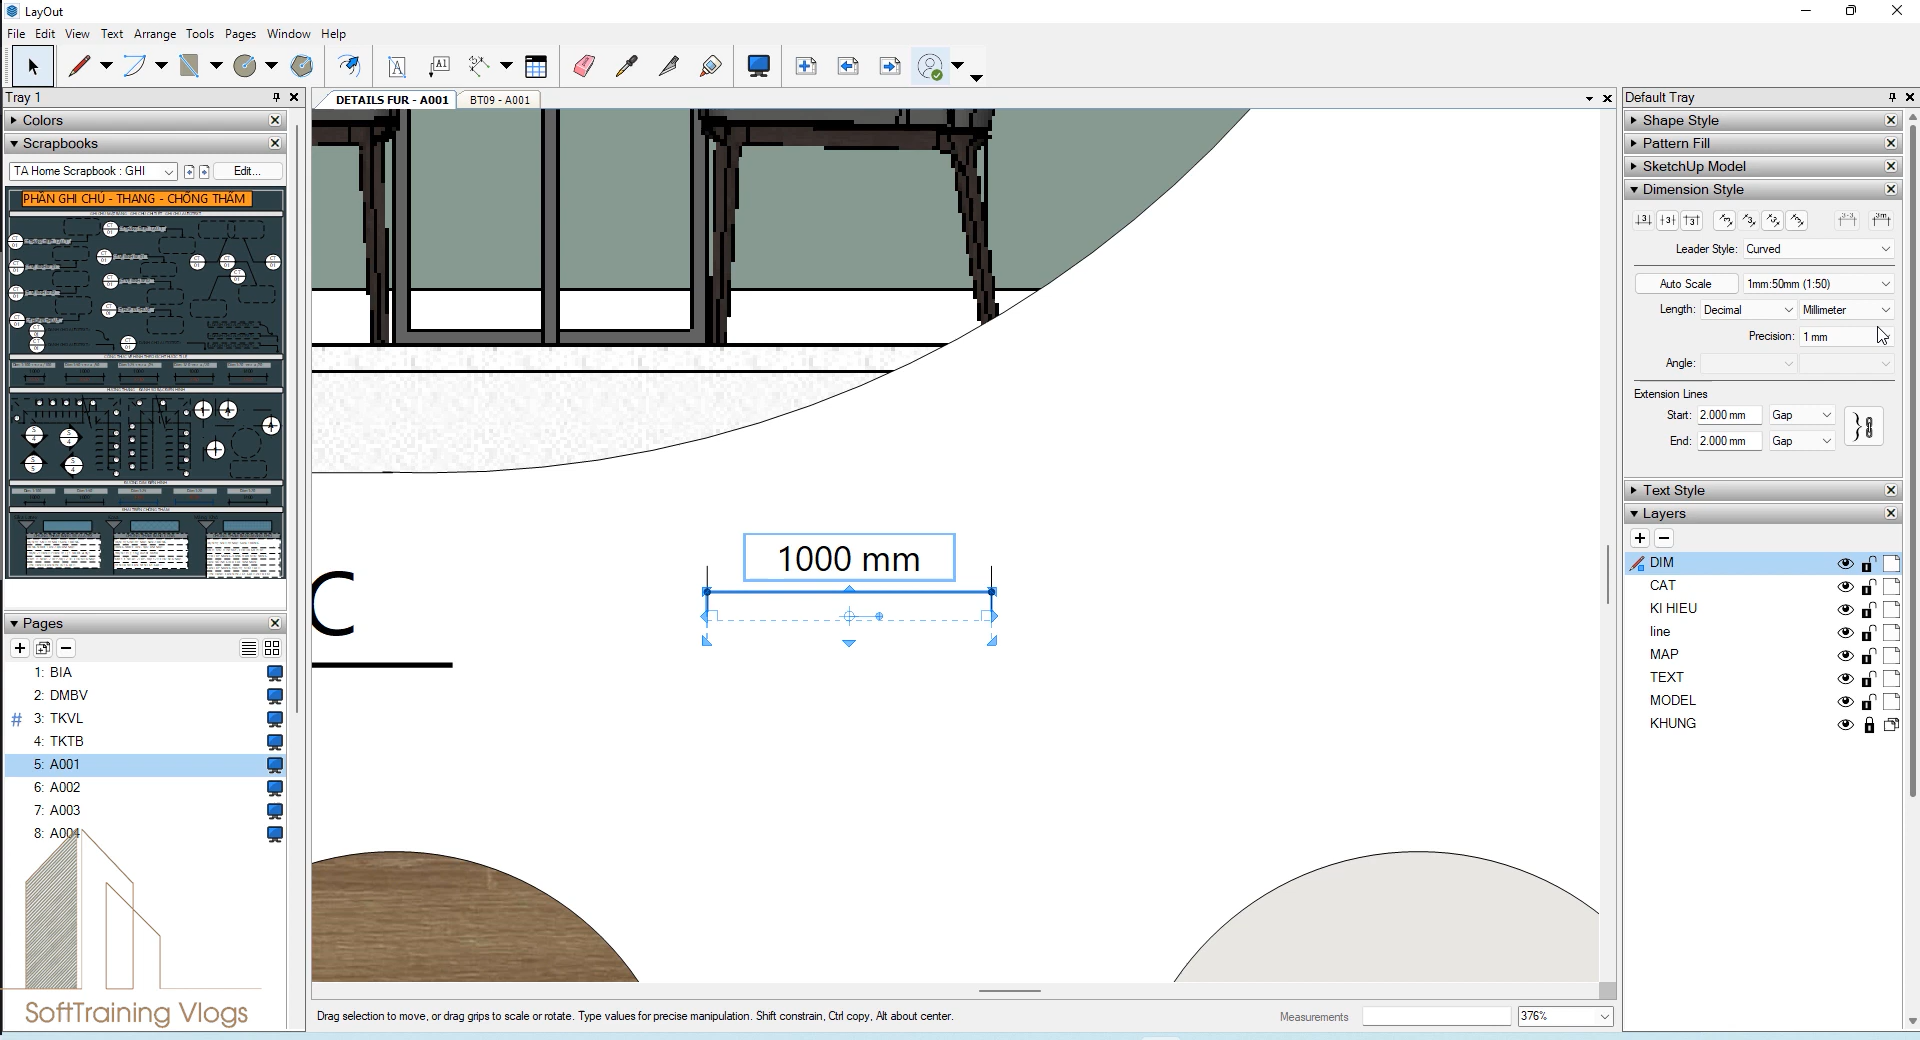 LayOut
File Edit View Text Arrange Tools Pages Window Help
Tray 1
Colors
Scrapbooks
TA Home Scrapbook : GHI
Edit...
PHẦN GHI CHÚ - THANG - CHỐNG THẤM
Pages
1: BIA
2: DMBV
# 3: TKVL
4: TKTB
5: A001
6: A002
7: A003
8: A004
SoftTraining Vlogs
DETAILS FUR - A001
BT09 - A001
C
1000 mm
Drag selection to move, or drag grips to scale or rotate. Type values for precise manipulation. Shift constrain, Ctrl copy, Alt about center.
Measurements
376%
Default Tray
Shape Style
Pattern Fill
SketchUp Model
Dimension Style
Leader Style: Curved
Auto Scale 1mm:50mm (1:50)
Length: Decimal Millimeter
Precision: 1 mm
Angle:
Extension Lines
Start: 2.000 mm Gap
End: 2.000 mm Gap
Text Style
Layers
DIM
CAT
KI HIEU
line
MAP
TEXT
MODEL
KHUNG